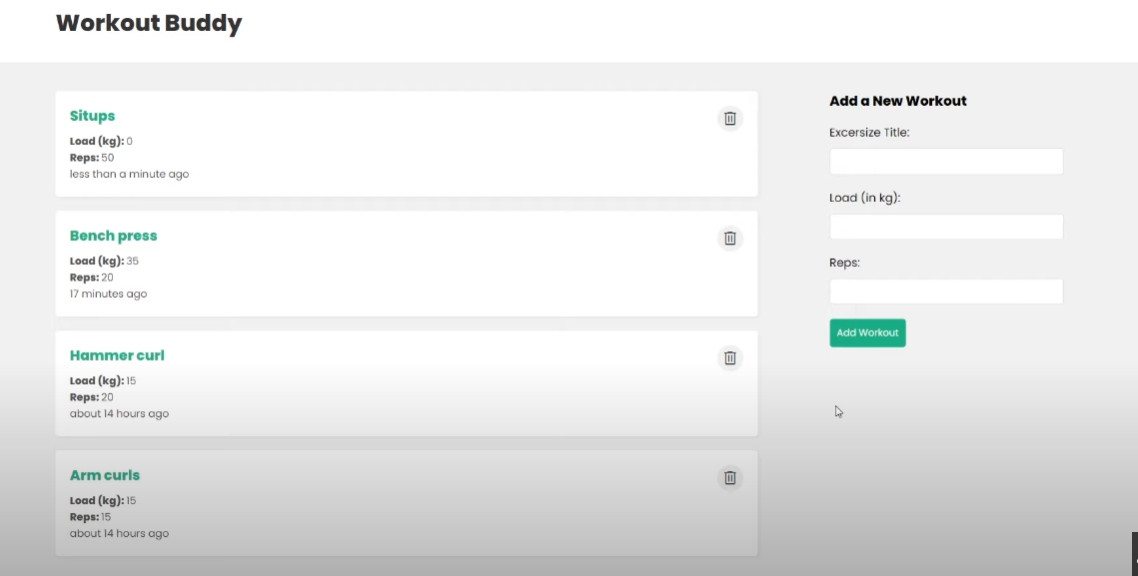 Workout Buddy
Situps
Load (kg): 0
Reps: 50
less than a minute ago
Bench press
Load (kg): 35
Reps: 20
17 minutes ago
Hammer curl
Load (kg): 15
Reps: 20
about 14 hours ago
Arm curls
Load (kg): 15
Reps: 15
about 14 hours ago
Add a New Workout
Excersize Title:
Load (in kg):
Reps:
Add Workout